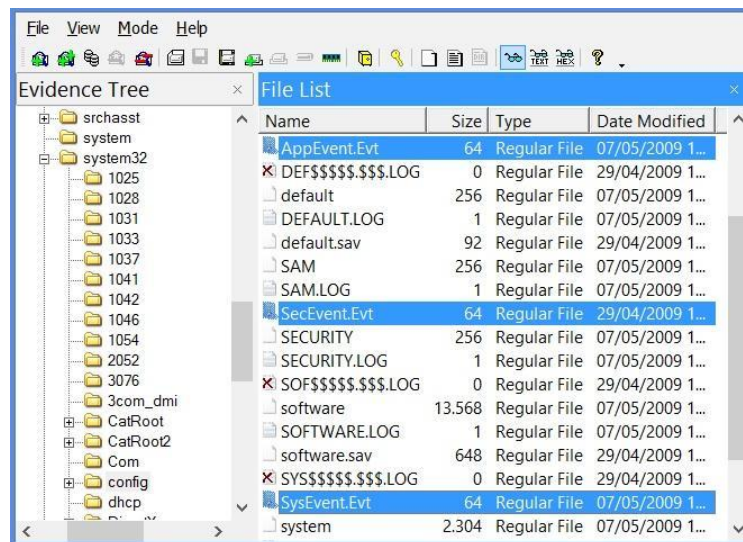 File View Mode Help
TEXT HEX
Evidence Tree
srchasst
system
system32
1025
1028
1031
1033
1037
1041
1042
1046
1054
2052
3076
3com_dmi
CatRoot
CatRoot2
Com
config
dhcp
File List
Name Size Type Date Modified
AppEvent.Evt 64 Regular File 07/05/2009 1...
DEF$$$$$.$$$.LOG 0 Regular File 29/04/2009 1...
default 256 Regular File 07/05/2009 1...
DEFAULT.LOG 1 Regular File 07/05/2009 1...
default.sav 92 Regular File 29/04/2009 1...
SAM 256 Regular File 07/05/2009 1...
SAM.LOG 1 Regular File 07/05/2009 1...
SecEvent.Evt 64 Regular File 29/04/2009 1...
SECURITY 256 Regular File 07/05/2009 1...
SECURITY.LOG 1 Regular File 07/05/2009 1...
SOF$$$$$.$$$.LOG 0 Regular File 29/04/2009 1...
software 13.568 Regular File 07/05/2009 1...
SOFTWARE.LOG 1 Regular File 07/05/2009 1...
software.sav 648 Regular File 29/04/2009 1...
SYS$$$$$.$$$.LOG 0 Regular File 29/04/2009 1...
SysEvent.Evt 64 Regular File 07/05/2009 1...
system 2.304 Regular File 07/05/2009 1...